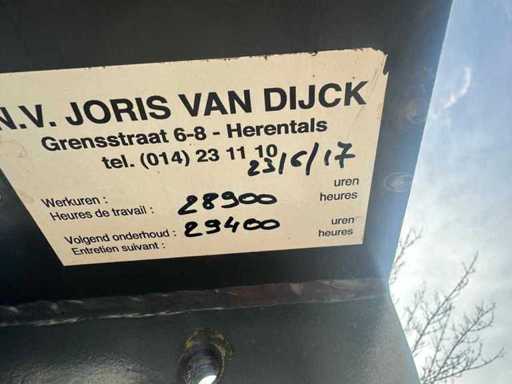 N.V. JORIS VAN DIJCK
Grensstraat 6-8 - Herentals
tel. (014) 23 11 10
23/6/17
Werkuren : 28900 uren
Heures de travail : heures
Volgend onderhoud : 29400 uren
Entretien suivant : heures